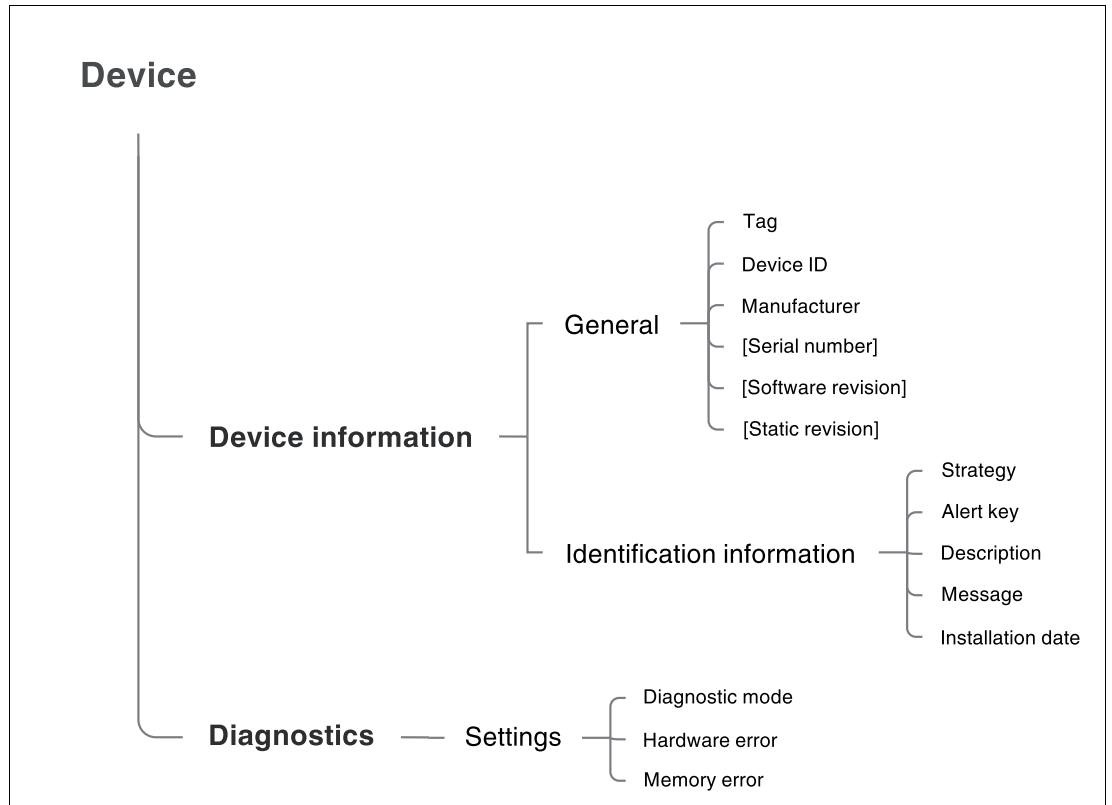 Device
Device information
General
Tag
Device ID
Manufacturer
[Serial number]
[Software revision]
[Static revision]
Identification information
Strategy
Alert key
Description
Message
Installation date
Diagnostics
Settings
Diagnostic mode
Hardware error
Memory error